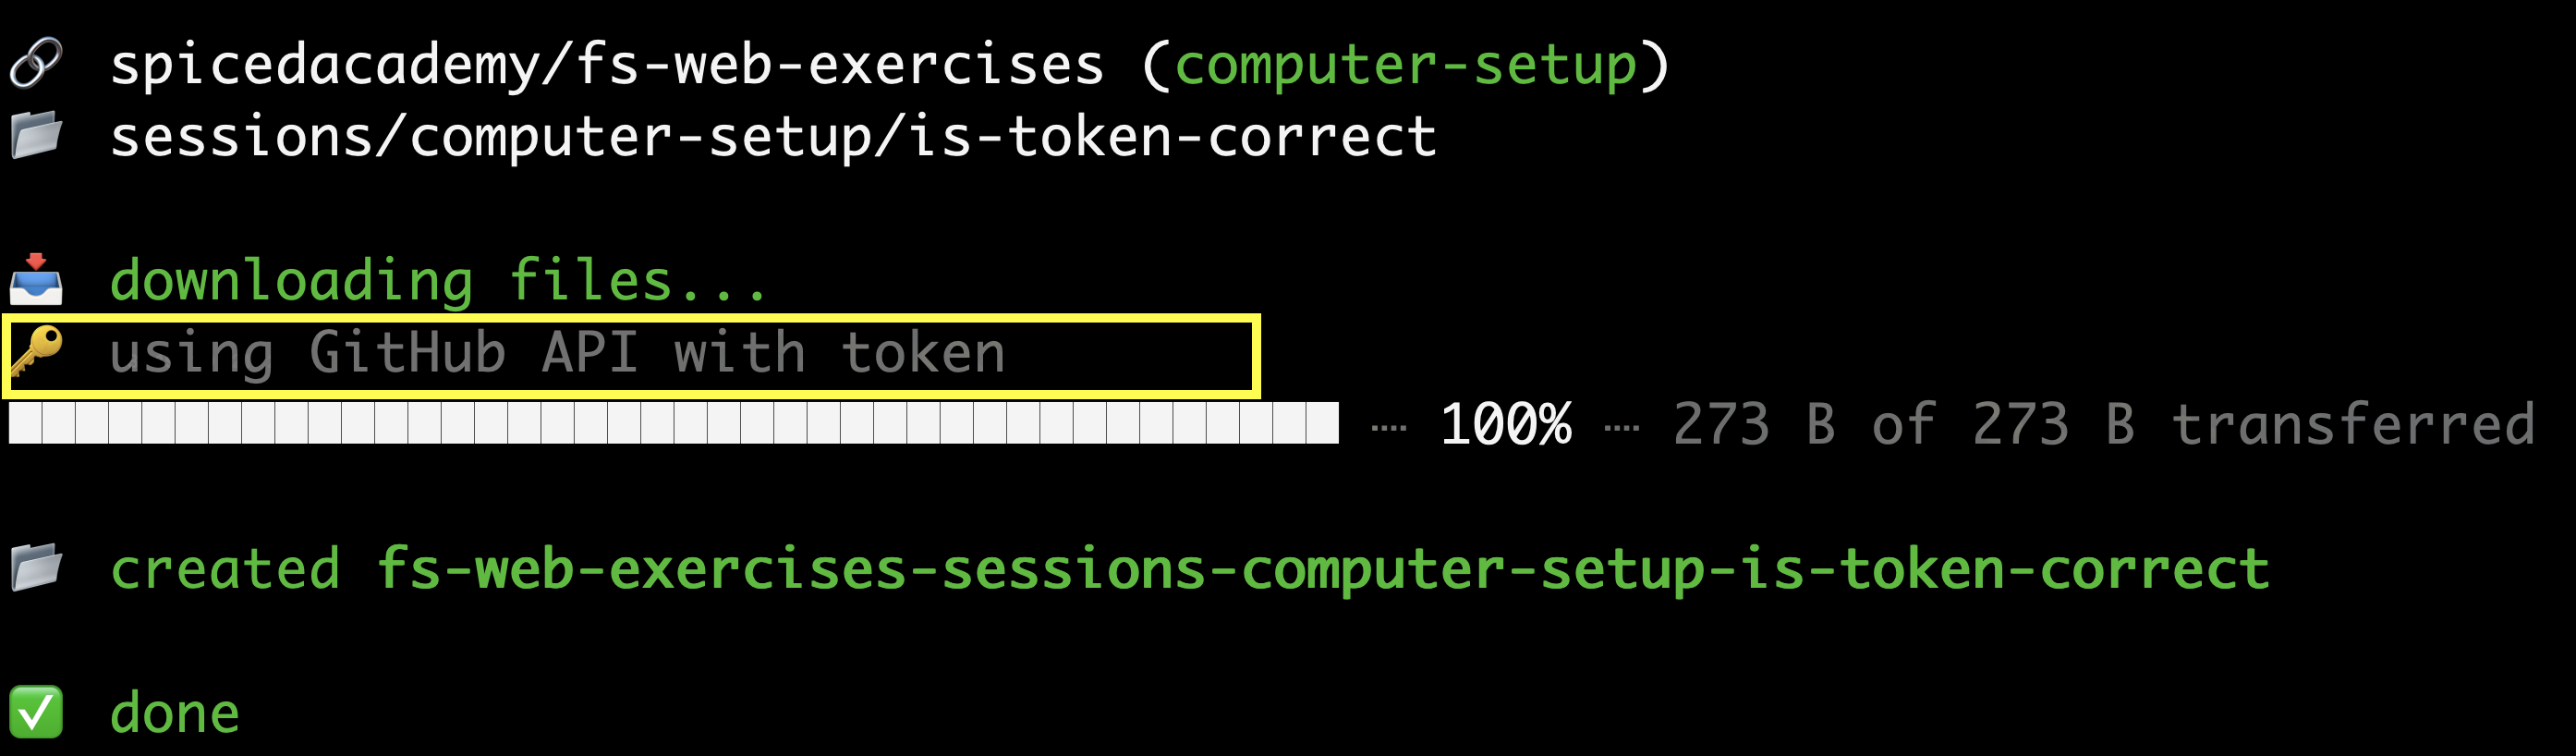 spicedacademy/fs-web-exercises (computer-setup)
sessions/computer-setup/is-token-correct
downloading files...
using GitHub API with token
100% 273 B of 273 B transferred
created fs-web-exercises-sessions-computer-setup-is-token-correct
done